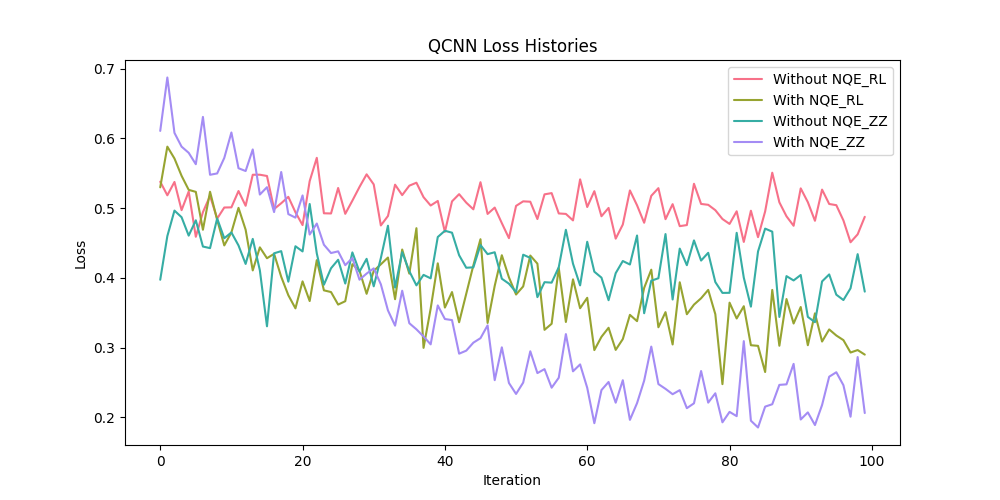 QCNN Loss Histories
0.7
0.6
0.5
0.4
0.3
0.2
Loss
0
20
40
60
80
100
Iteration
Without NQE_RL
With NQE_RL
Without NQE_ZZ
With NQE_ZZ